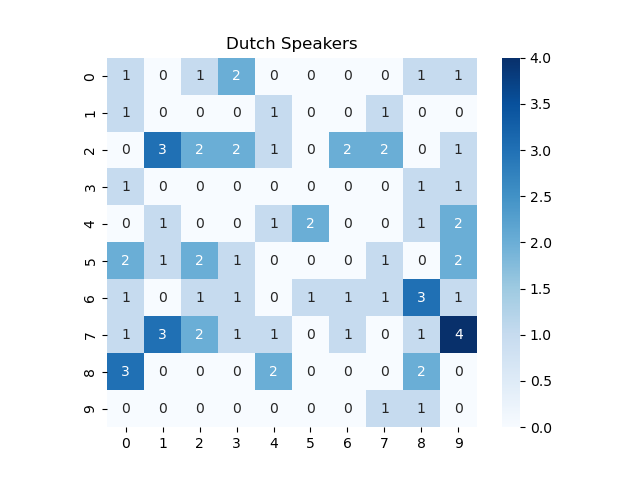 Dutch Speakers
0 1 0 1 2 0 0 0 0 1 1
1 1 0 0 0 1 0 0 1 0 0
2 0 3 2 2 1 0 2 2 0 1
3 1 0 0 0 0 0 0 0 1 1
4 0 1 0 0 1 2 0 0 1 2
5 2 1 2 1 0 0 0 1 0 2
6 1 0 1 1 0 1 1 1 3 1
7 1 3 2 1 1 0 1 0 1 4
8 3 0 0 0 2 0 0 0 2 0
9 0 0 0 0 0 0 0 1 1 0
0 1 2 3 4 5 6 7 8 9
4.0
3.5
3.0
2.5
2.0
1.5
1.0
0.5
0.0